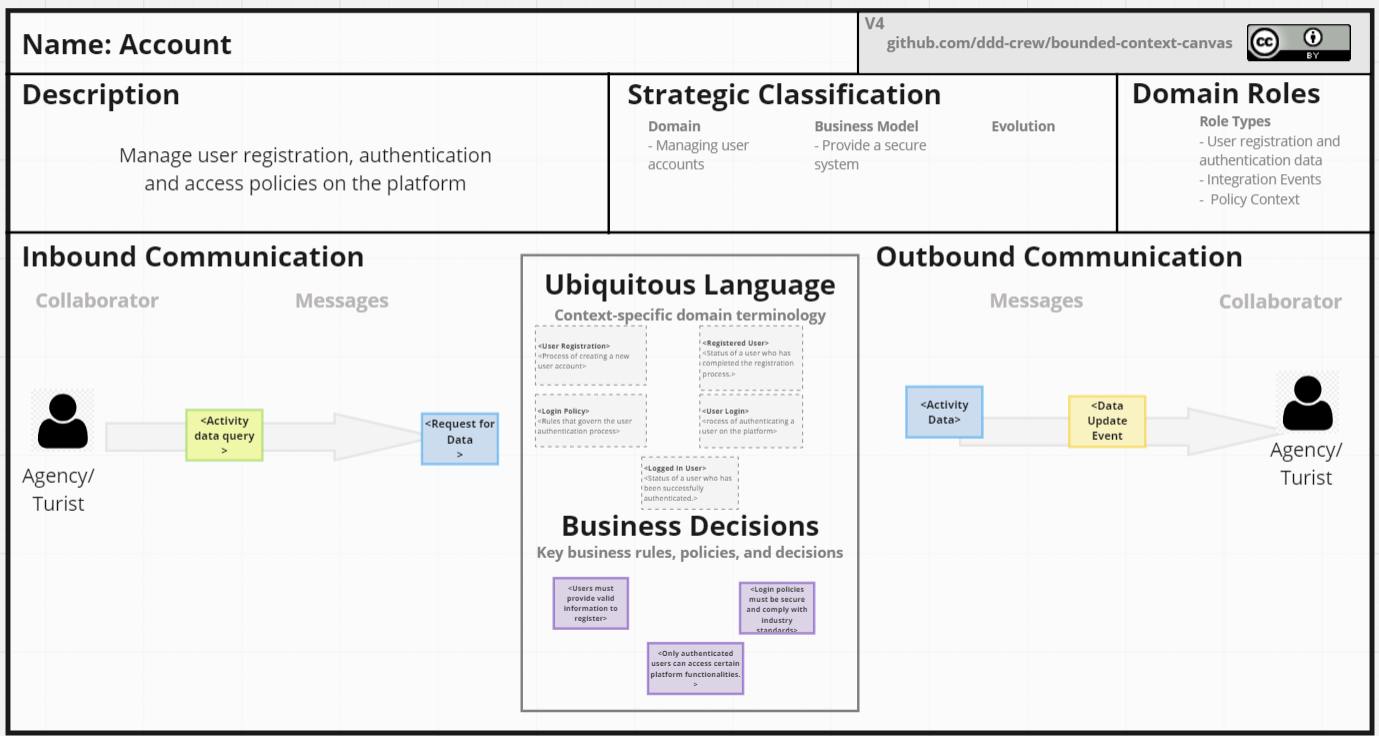 Name: Account
V4
github.com/ddd-crew/bounded-context-canvas
cc
BY
Description
Manage user registration, authentication
and access policies on the platform
Strategic Classification
Domain
- Managing user
accounts
Business Model
- Provide a secure
system
Evolution
Domain Roles
Role Types
- User registration and
authentication data
- Integration Events
- Policy Context
Inbound Communication
Collaborator
Messages
Agency/
Turist
<Activity
data query
>
<Request for
Data
>
Ubiquitous Language
Context-specific domain terminology
<User Registration>
<Process of creating a new
user account>
<Registered User>
<Status of a user who has
completed the registration
process.>
<Login Policy>
<Rules that govern the user
authentication process>
<User Login>
<rocess of authenticating a
user on the platform>
<Logged In User>
<Status of a user who has
been successfully
authenticated.>
Business Decisions
Key business rules, policies, and decisions
<Users must
provide valid
information to
register>
<Login policies
must be secure
and comply with
industry
standards>
<Only authenticated
users can access certain
platform functionalities.
>
Outbound Communication
Messages
Collaborator
<Activity
Data>
<Data
Update
Event
Agency/
Turist